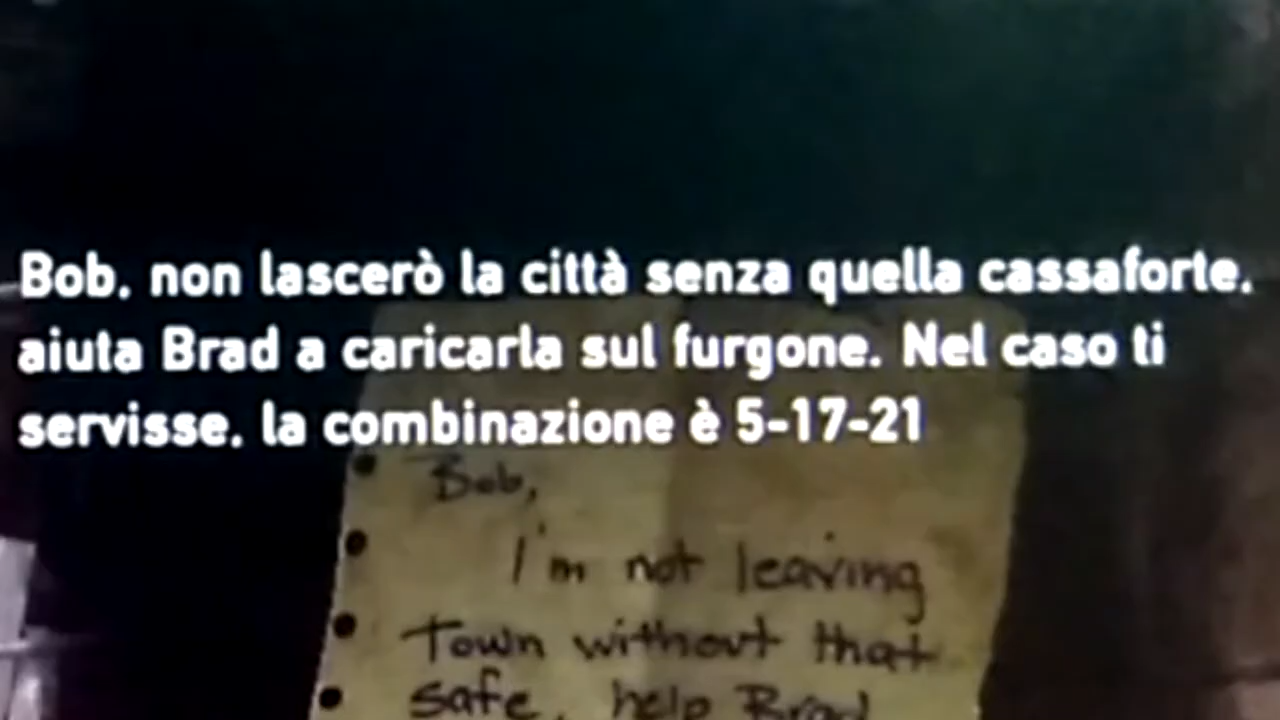 Bob. non lascerò la città senza quella cassaforte.
aiuta Brad a caricarla sul furgone. Nel caso ti
servisse. la combinazione è 5-17-21
Bob,
I'm not leaving
Town without that
safe, help Brad